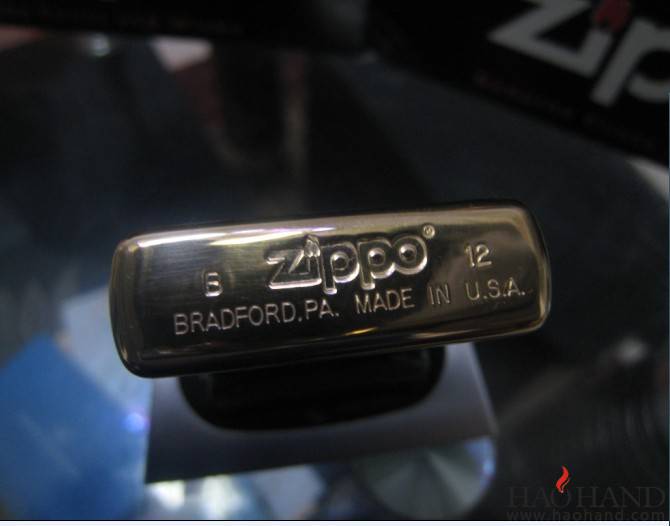 zippo
B zippo® 12
BRADFORD,PA. MADE IN U.S.A.
HAOHAND
www.haohand.com